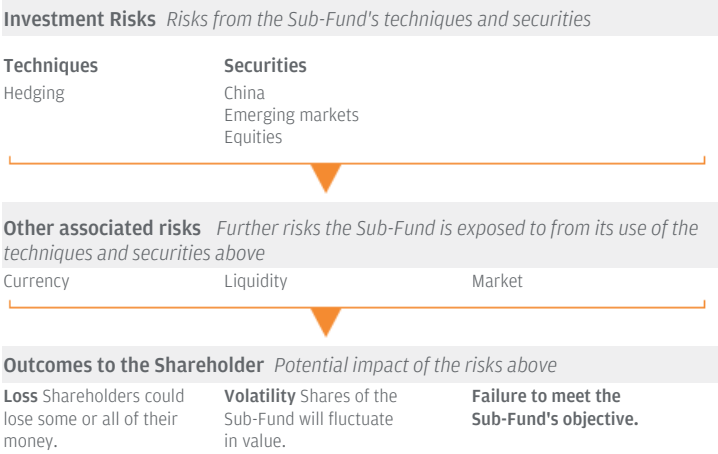 Investment Risks Risks from the Sub-Fund's techniques and securities
Techniques Securities
Hedging China
Emerging markets
Equities
Other associated risks Further risks the Sub-Fund is exposed to from its use of the
techniques and securities above
Currency Liquidity Market
Outcomes to the Shareholder Potential impact of the risks above
Loss Shareholders could
lose some or all of their
money.
Volatility Shares of the
Sub-Fund will fluctuate
in value.
Failure to meet the
Sub-Fund's objective.